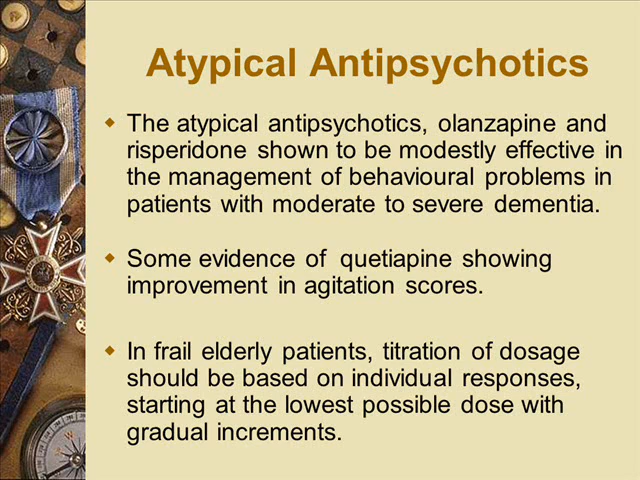 Atypical Antipsychotics
The atypical antipsychotics, olanzapine and
risperidone shown to be modestly effective in
the management of behavioural problems in
patients with moderate to severe dementia.
Some evidence of quetiapine showing
improvement in agitation scores.
In frail elderly patients, titration of dosage
should be based on individual responses,
starting at the lowest possible dose with
gradual increments.